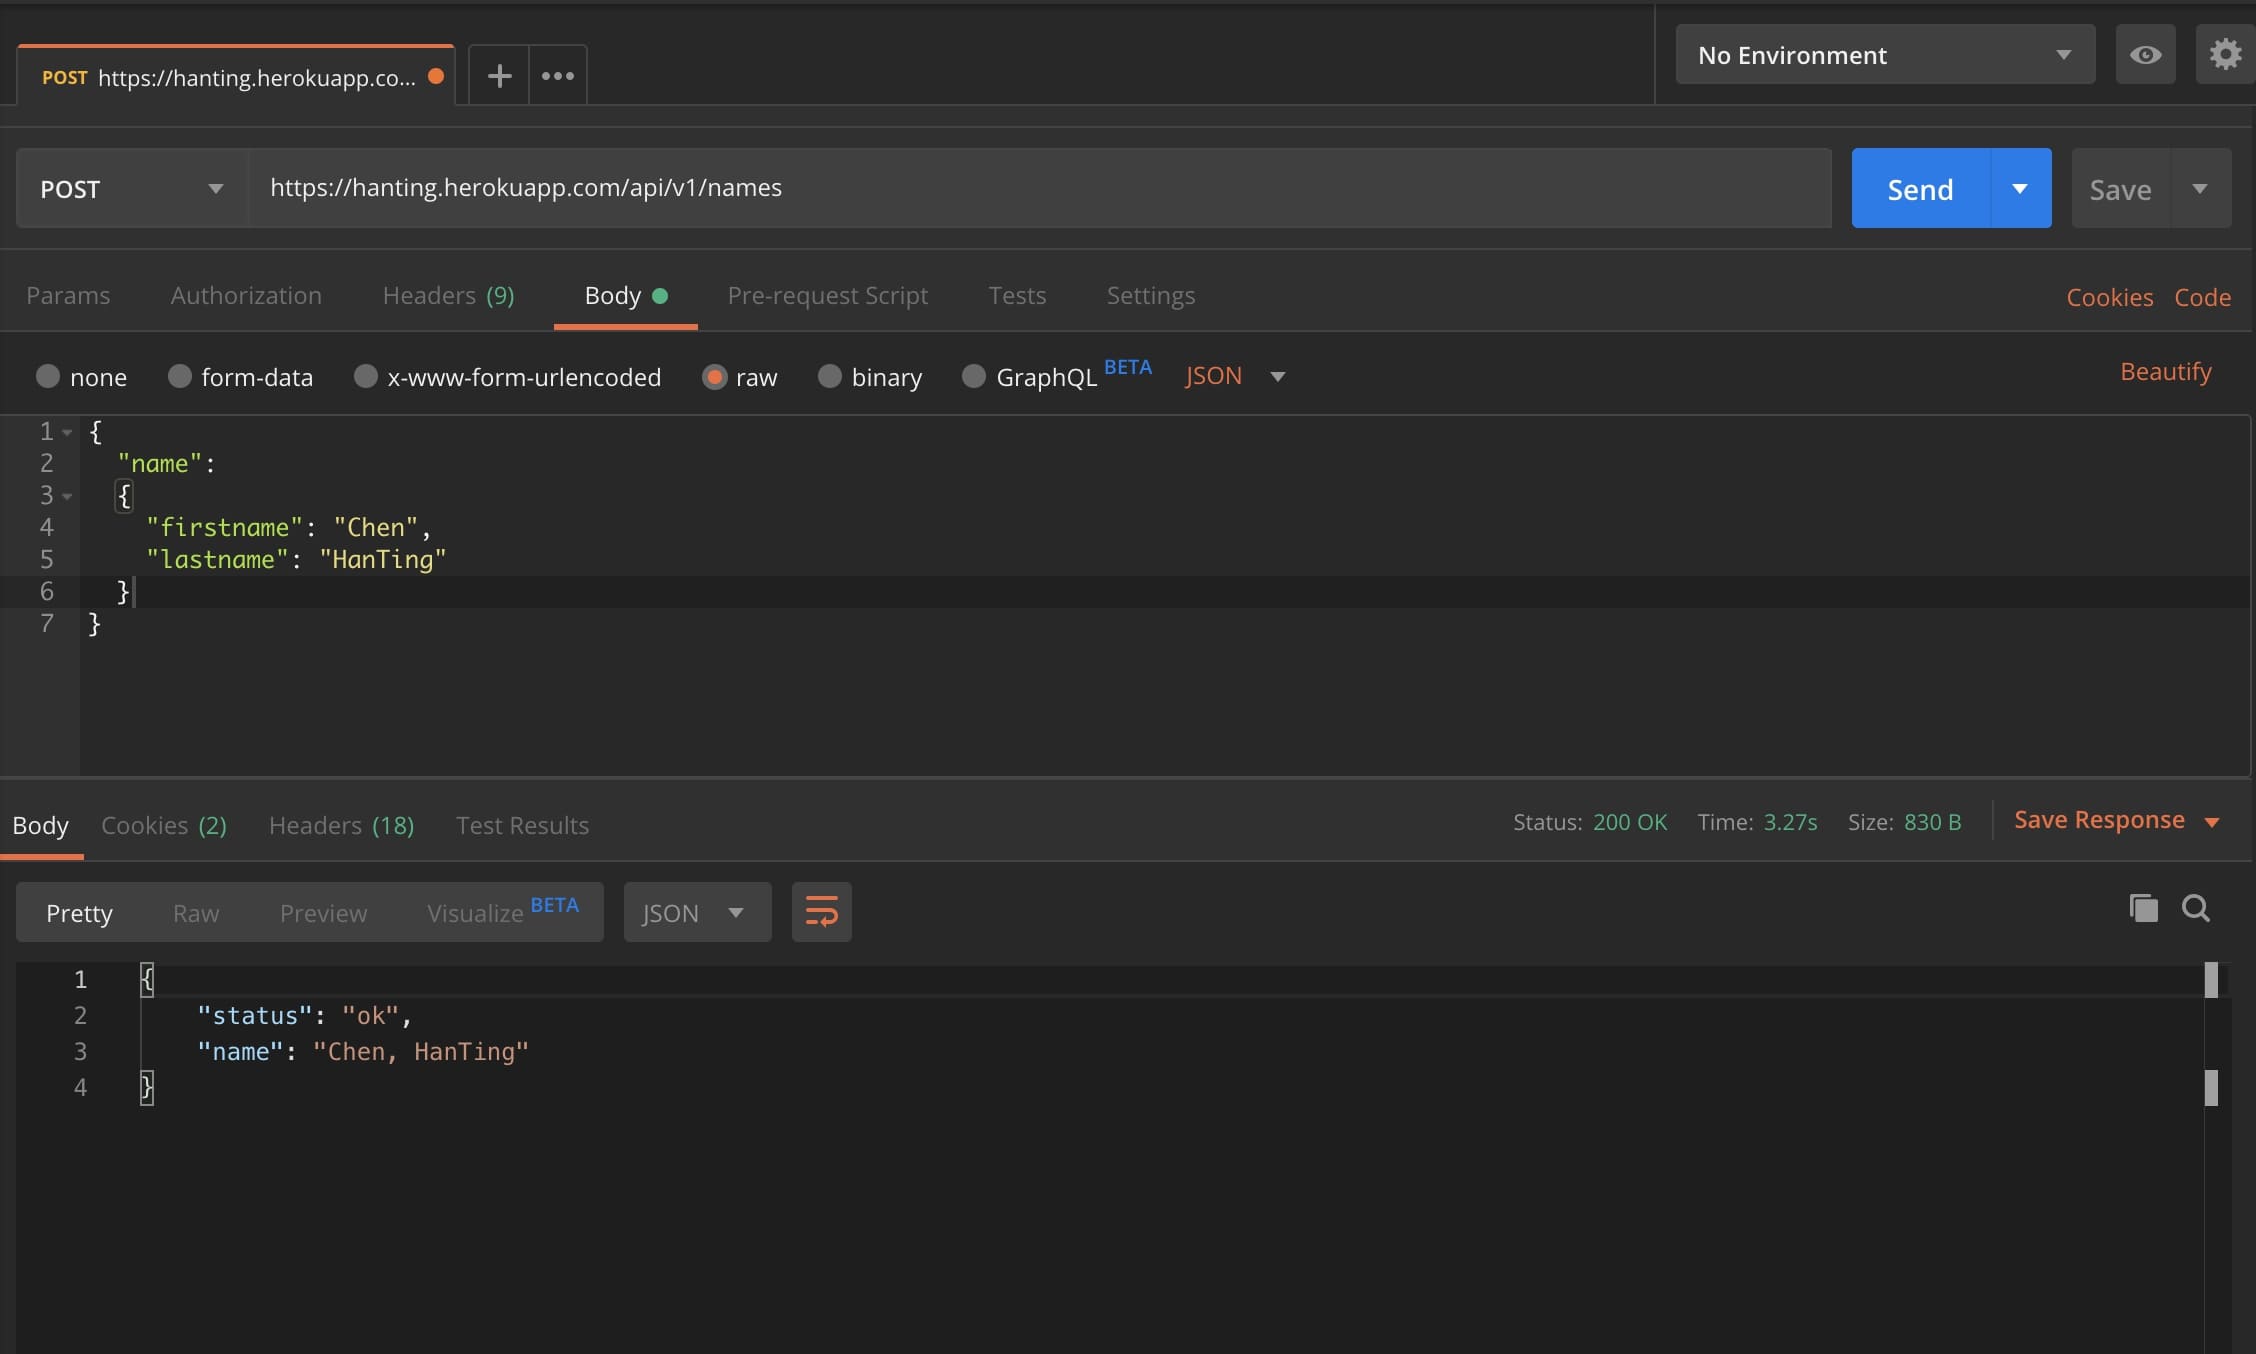 POST https://hanting.herokuapp.co...
No Environment
POST https://hanting.herokuapp.com/api/v1/names Send Save
Params Authorization Headers (9) Body Pre-request Script Tests Settings Cookies Code
none form-data x-www-form-urlencoded raw binary GraphQL BETA JSON Beautify
1 {
2 "name":
3 {
4 "firstname": "Chen",
5 "lastname": "HanTing"
6 }
7 }
Body Cookies (2) Headers (18) Test Results Status: 200 OK Time: 3.27s Size: 830 B Save Response
Pretty Raw Preview Visualize BETA JSON
1 {
2 "status": "ok",
3 "name": "Chen, HanTing"
4 }